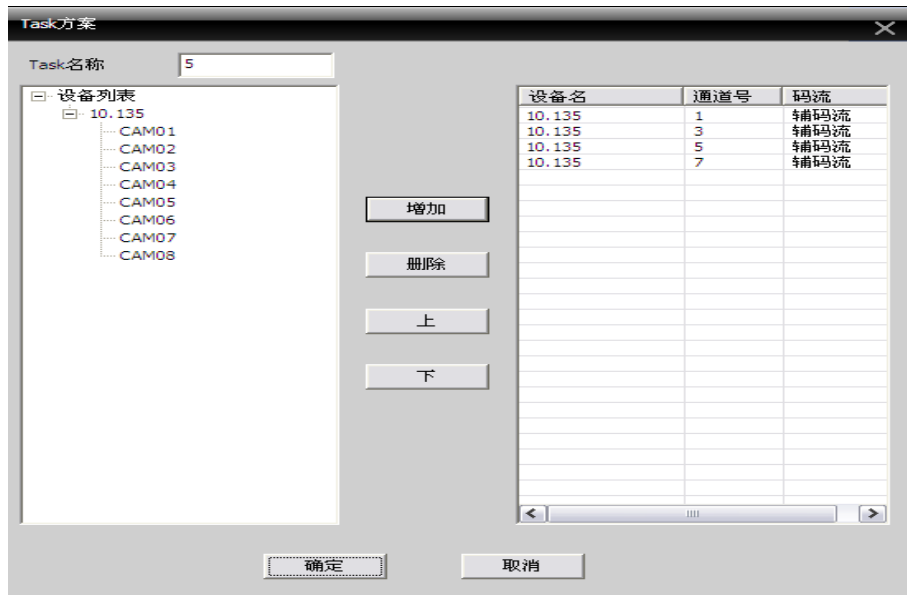 Task方案
Task名称 5
设备列表
10.135
CAM01
CAM02
CAM03
CAM04
CAM05
CAM06
CAM07
CAM08
增加
删除
上
下
设备名 通道号 码流
10.135 1 辅码流
10.135 3 辅码流
10.135 5 辅码流
10.135 7 辅码流
确定 取消